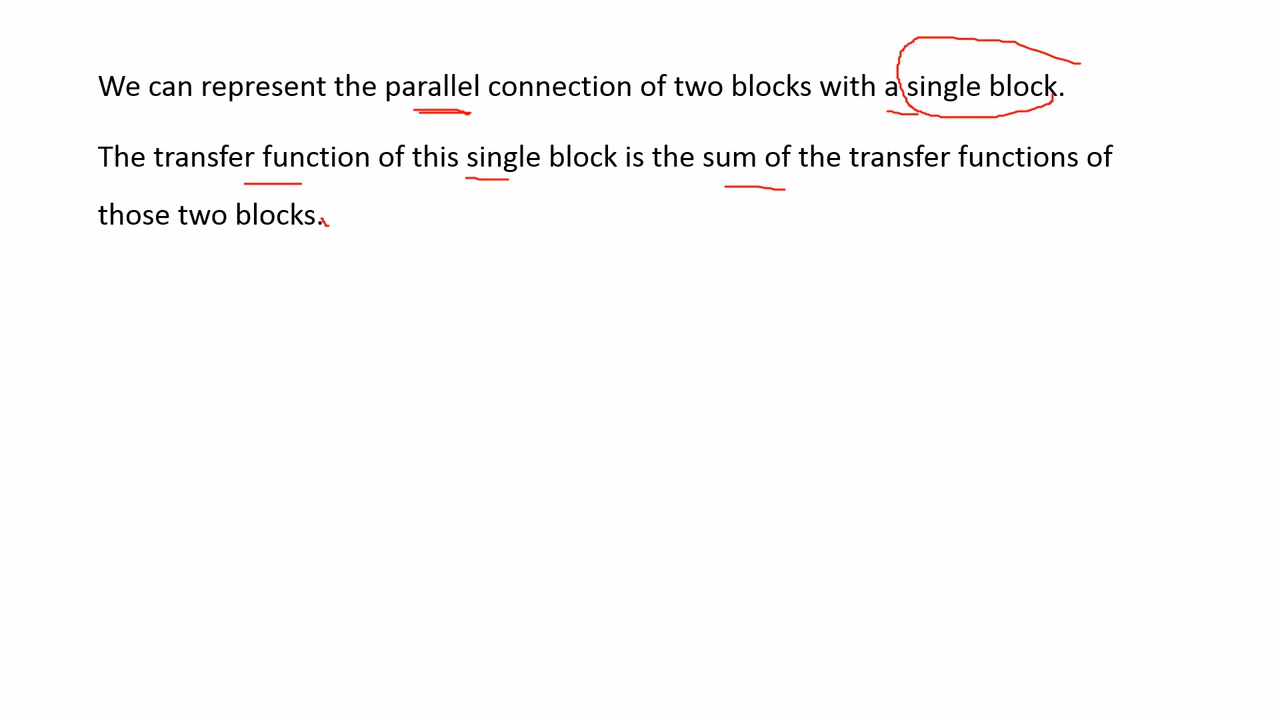 We can represent the parallel connection of two blocks with a single block.
The transfer function of this single block is the sum of the transfer functions of
those two blocks.